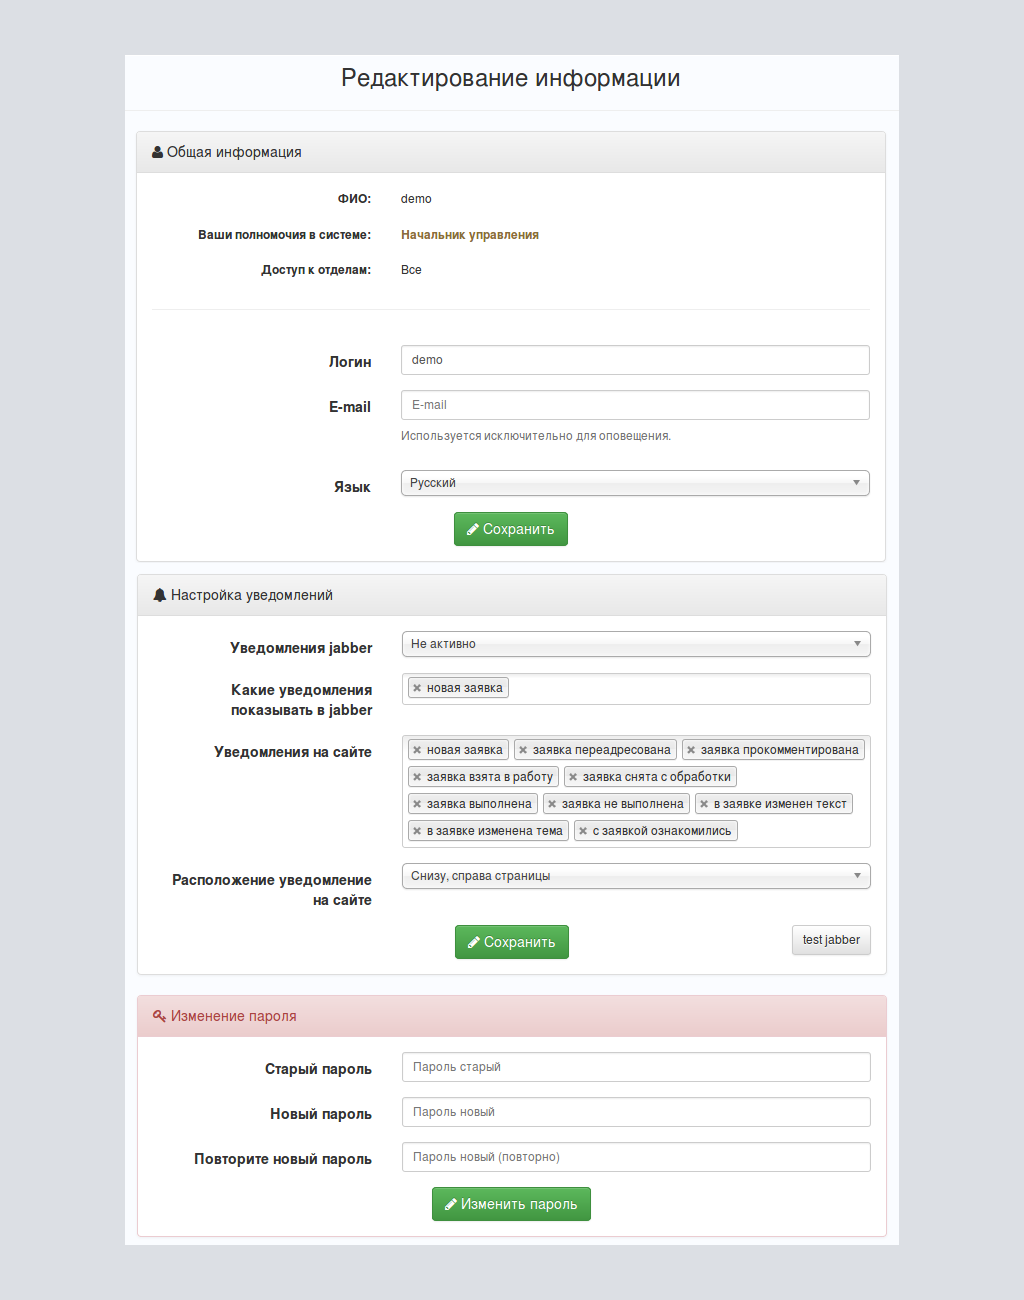 Редактирование информации
Общая информация
ФИО: demo
Ваши полномочия в системе: Начальник управления
Доступ к отделам: Все
Логин demo
E-mail E-mail
Используется исключительно для оповещения.
Язык Русский
Сохранить
Настройка уведомлений
Уведомления jabber Не активно
Какие уведомления
показывать в jabber
новая заявка
Уведомления на сайте
новая заявка заявка переадресована заявка прокомментирована
заявка взята в работу заявка снята с обработки
заявка выполнена заявка не выполнена в заявке изменен текст
в заявке изменена тема с заявкой ознакомились
Расположение уведомление
на сайте
Снизу, справа страницы
Сохранить test jabber
Изменение пароля
Старый пароль Пароль старый
Новый пароль Пароль новый
Повторите новый пароль Пароль новый (повторно)
Изменить пароль